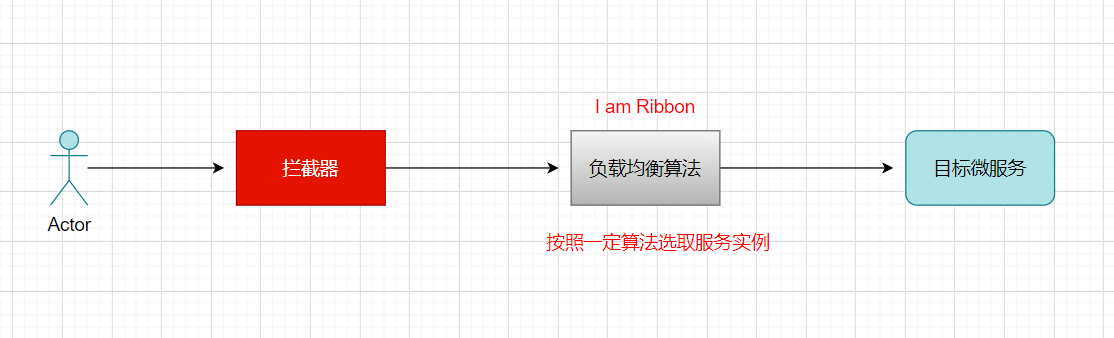 I am Ribbon
拦截器
负载均衡算法
目标微服务
Actor
按照一定算法选取服务实例